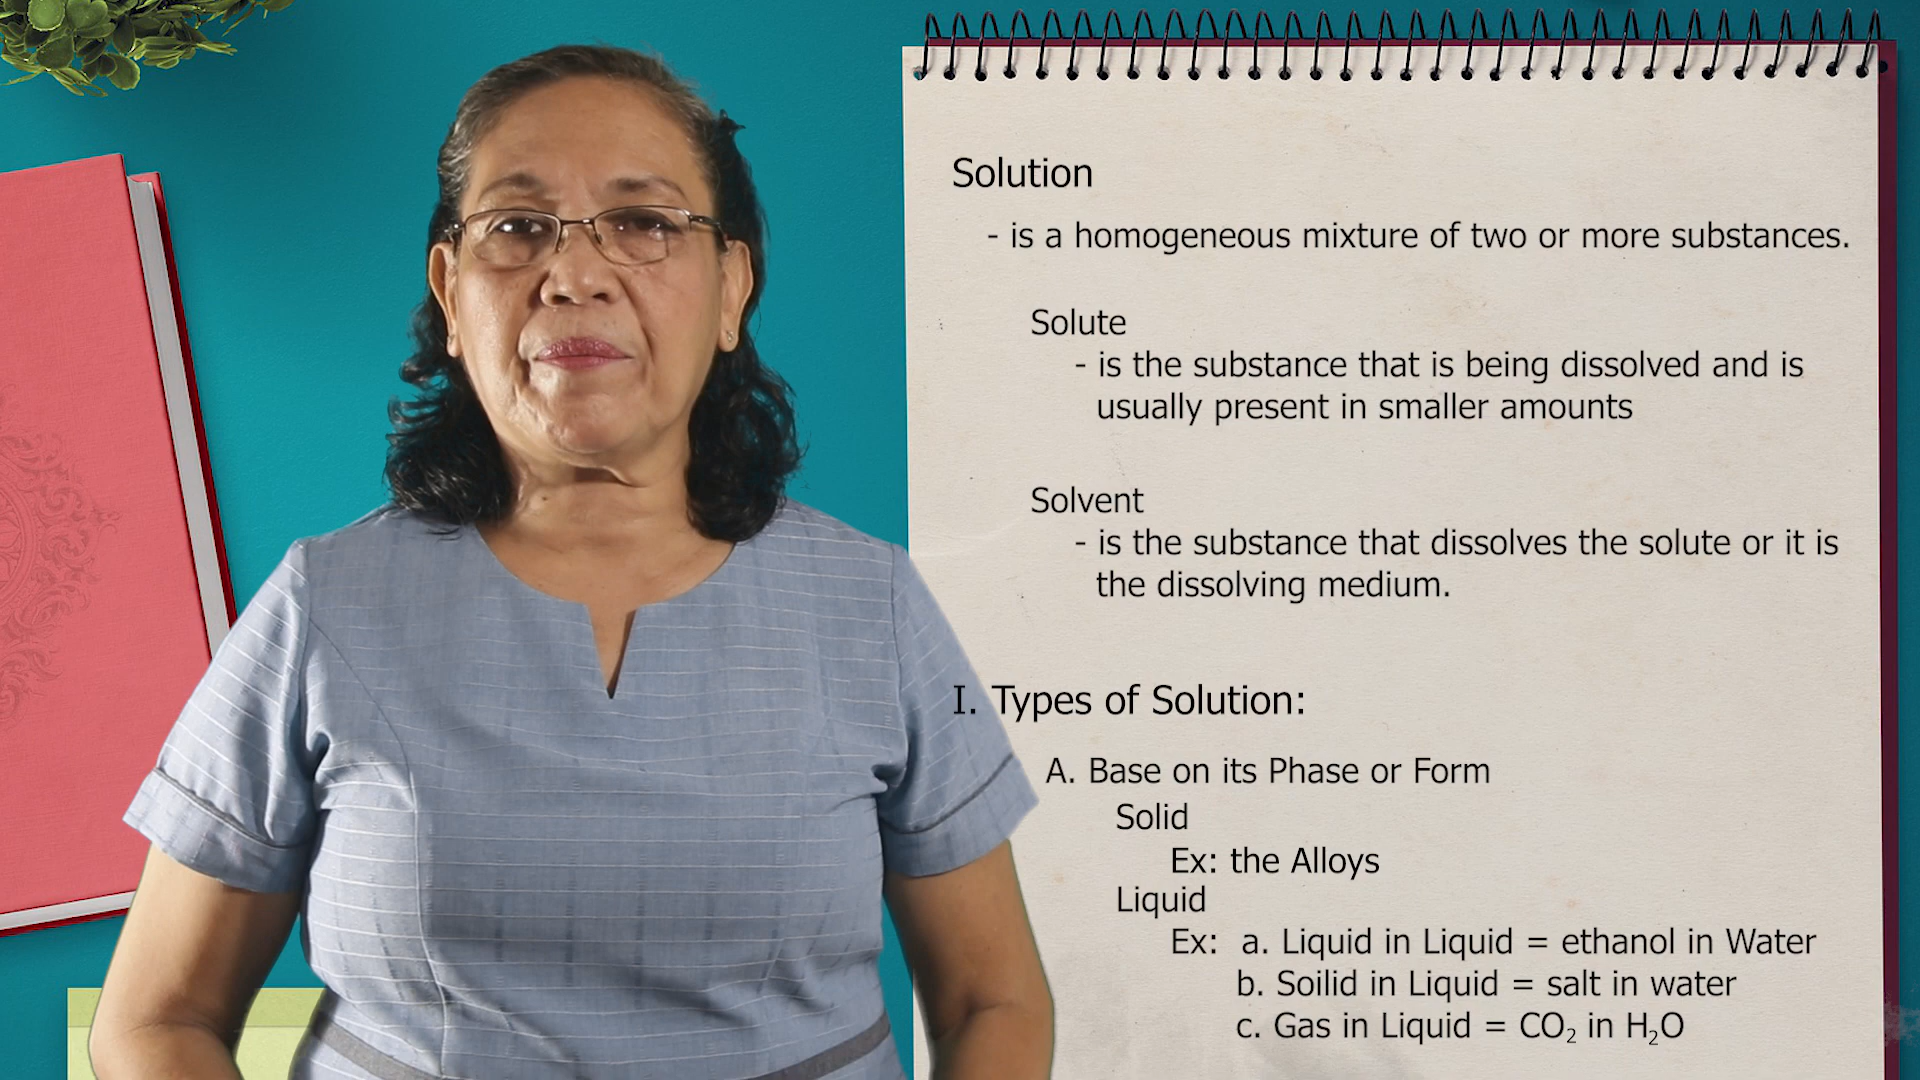 Solution
- is a homogeneous mixture of two or more substances.
Solute
- is the substance that is being dissolved and is
usually present in smaller amounts
Solvent
- is the substance that dissolves the solute or it is
the dissolving medium.
I. Types of Solution:
A. Base on its Phase or Form
Solid
Ex: the Alloys
Liquid
Ex: a. Liquid in Liquid = ethanol in Water
b. Soilid in Liquid = salt in water
c. Gas in Liquid = CO₂ in H₂O